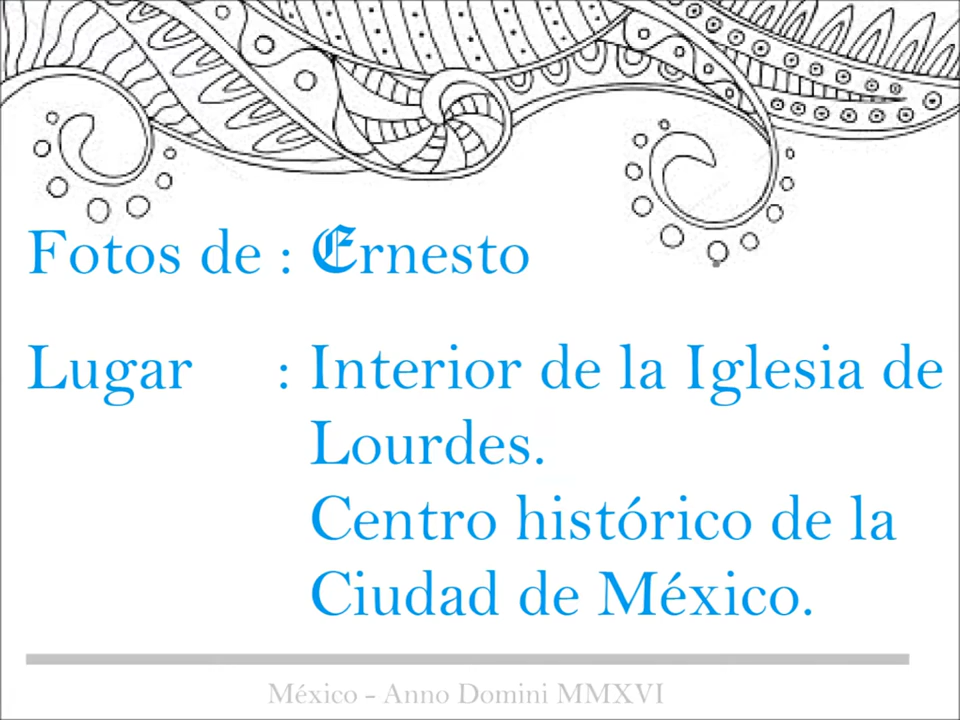 Fotos de : Ernesto
Lugar : Interior de la Iglesia de
Lourdes.
Centro histórico de la
Ciudad de México.
México - Anno Domini MMXVI